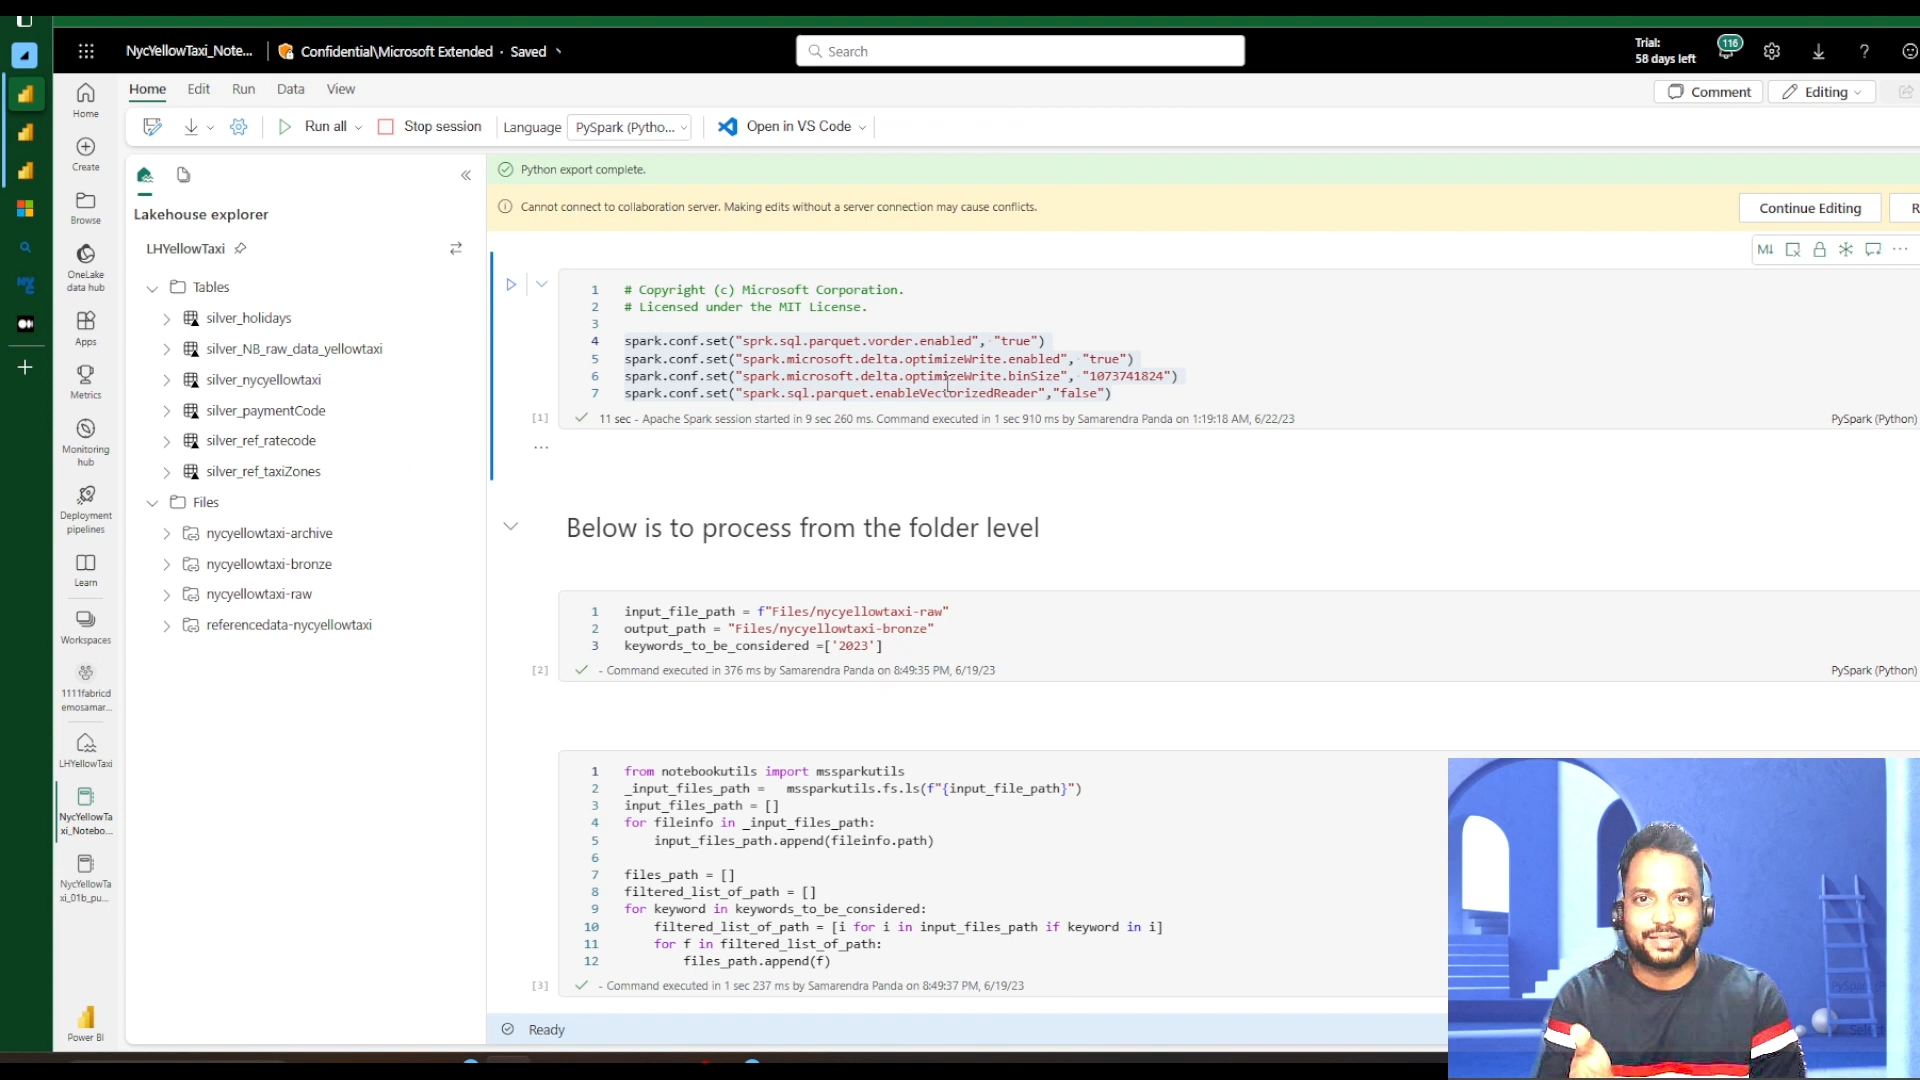 NycYellowTaxi_Note...
Confidential\Microsoft Extended · Saved
Search
Trial:
58 days left
116
?
Home Edit Run Data View
Comment
Editing
Run all
Stop session
Language
PySpark (Pytho...
Open in VS Code
Home
Create
Browse
OneLake
data hub
Apps
Metrics
Monitoring
hub
Deployment
pipelines
Learn
Workspaces
1111fabricd
emosamar...
LHYellowTaxi
NycYellowTa
xi_Notebo...
NycYellowTa
xi_01b_pu...
Power BI
Lakehouse explorer
LHYellowTaxi
Tables
silver_holidays
silver_NB_raw_data_yellowtaxi
silver_nycyellowtaxi
silver_paymentCode
silver_ref_ratecode
silver_ref_taxiZones
Files
nycyellowtaxi-archive
nycyellowtaxi-bronze
nycyellowtaxi-raw
referencedata-nycyellowtaxi
Python export complete.
Cannot connect to collaboration server. Making edits without a server connection may cause conflicts.
Continue Editing
R
M↓
1 # Copyright (c) Microsoft Corporation.
2 # Licensed under the MIT License.
3
4 spark.conf.set("sprk.sql.parquet.vorder.enabled", "true")
5 spark.conf.set("spark.microsoft.delta.optimizeWrite.enabled", "true")
6 spark.conf.set("spark.microsoft.delta.optimizeWrite.binSize", "1073741824")
7 spark.conf.set("spark.sql.parquet.enableVectorizedReader","false")
[1] 11 sec - Apache Spark session started in 9 sec 260 ms. Command executed in 1 sec 910 ms by Samarendra Panda on 1:19:18 AM, 6/22/23
PySpark (Python)
Below is to process from the folder level
1 input_file_path = f"Files/nycyellowtaxi-raw"
2 output_path = "Files/nycyellowtaxi-bronze"
3 keywords_to_be_considered =['2023']
[2] - Command executed in 376 ms by Samarendra Panda on 8:49:35 PM, 6/19/23
PySpark (Python)
1 from notebookutils import mssparkutils
2 _input_files_path = mssparkutils.fs.ls(f"{input_file_path}")
3 input_files_path = []
4 for fileinfo in _input_files_path:
5 input_files_path.append(fileinfo.path)
6
7 files_path = []
8 filtered_list_of_path = []
9 for keyword in keywords_to_be_considered:
10 filtered_list_of_path = [i for i in input_files_path if keyword in i]
11 for f in filtered_list_of_path:
12 files_path.append(f)
[3] - Command executed in 1 sec 237 ms by Samarendra Panda on 8:49:37 PM, 6/19/23
Ready